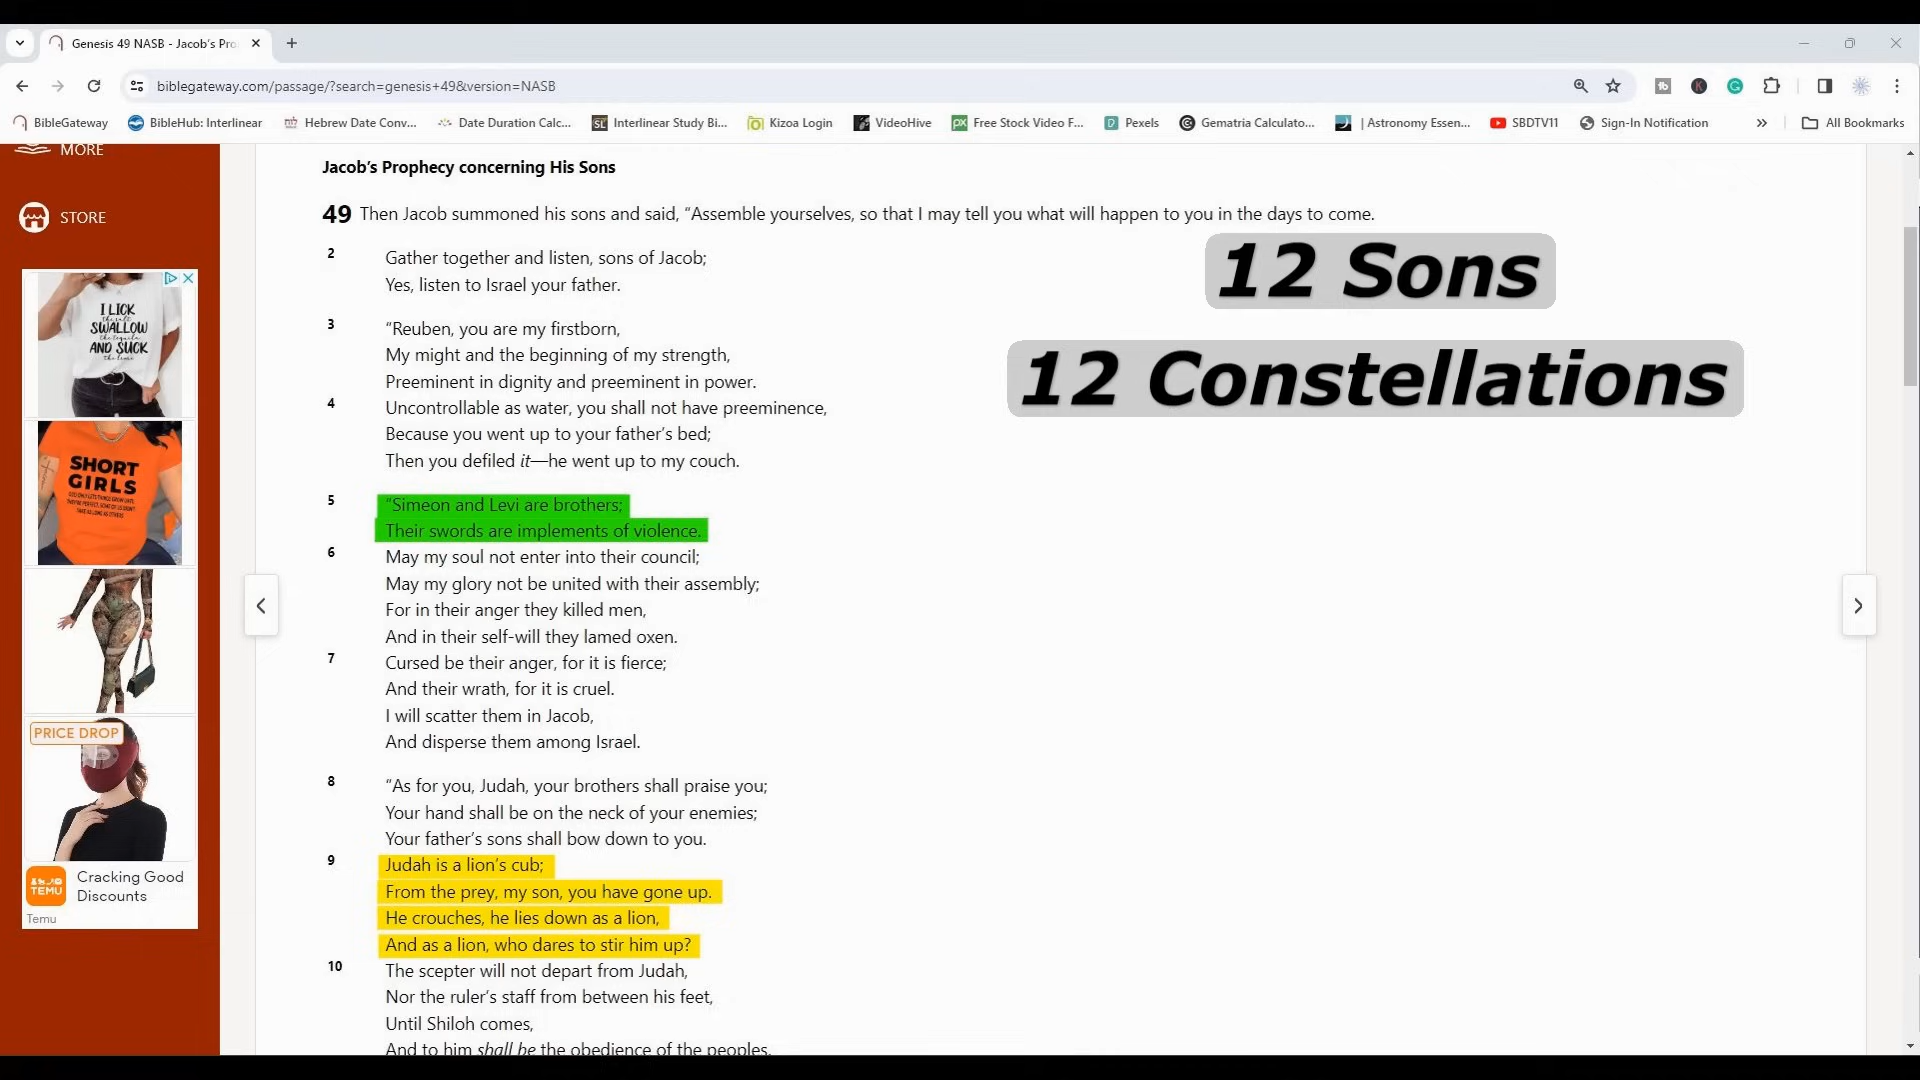 Genesis 49 NASB - Jacob's Pro
biblegateway.com/passage/?search=genesis+49&version=NASB
BibleGateway
BibleHub: Interlinear
Hebrew Date Conv...
Date Duration Calc...
Interlinear Study Bi...
Kizoa Login
VideoHive
Free Stock Video F...
Pexels
Gematria Calculato...
| Astronomy Essen...
SBDTV11
Sign-In Notification
All Bookmarks
MORE
STORE
I LICK
the salt
SWALLOW
the tequila
AND SUCK
the lime
SHORT
GIRLS
PRICE DROP
TEMU
Cracking Good
Discounts
Temu
Jacob’s Prophecy concerning His Sons
49 Then Jacob summoned his sons and said, “Assemble yourselves, so that I may tell you what will happen to you in the days to come.
2 Gather together and listen, sons of Jacob;
Yes, listen to Israel your father.
3 “Reuben, you are my firstborn,
My might and the beginning of my strength,
Preeminent in dignity and preeminent in power.
4 Uncontrollable as water, you shall not have preeminence,
Because you went up to your father’s bed;
Then you defiled it—he went up to my couch.
5 “Simeon and Levi are brothers;
Their swords are implements of violence.
6 May my soul not enter into their council;
May my glory not be united with their assembly;
For in their anger they killed men,
And in their self-will they lamed oxen.
7 Cursed be their anger, for it is fierce;
And their wrath, for it is cruel.
I will scatter them in Jacob,
And disperse them among Israel.
8 “As for you, Judah, your brothers shall praise you;
Your hand shall be on the neck of your enemies;
Your father’s sons shall bow down to you.
9 Judah is a lion’s cub;
From the prey, my son, you have gone up.
He crouches, he lies down as a lion,
And as a lion, who dares to stir him up?
10 The scepter will not depart from Judah,
Nor the ruler’s staff from between his feet,
Until Shiloh comes,
And to him shall be the obedience of the peoples.
12 Sons
12 Constellations